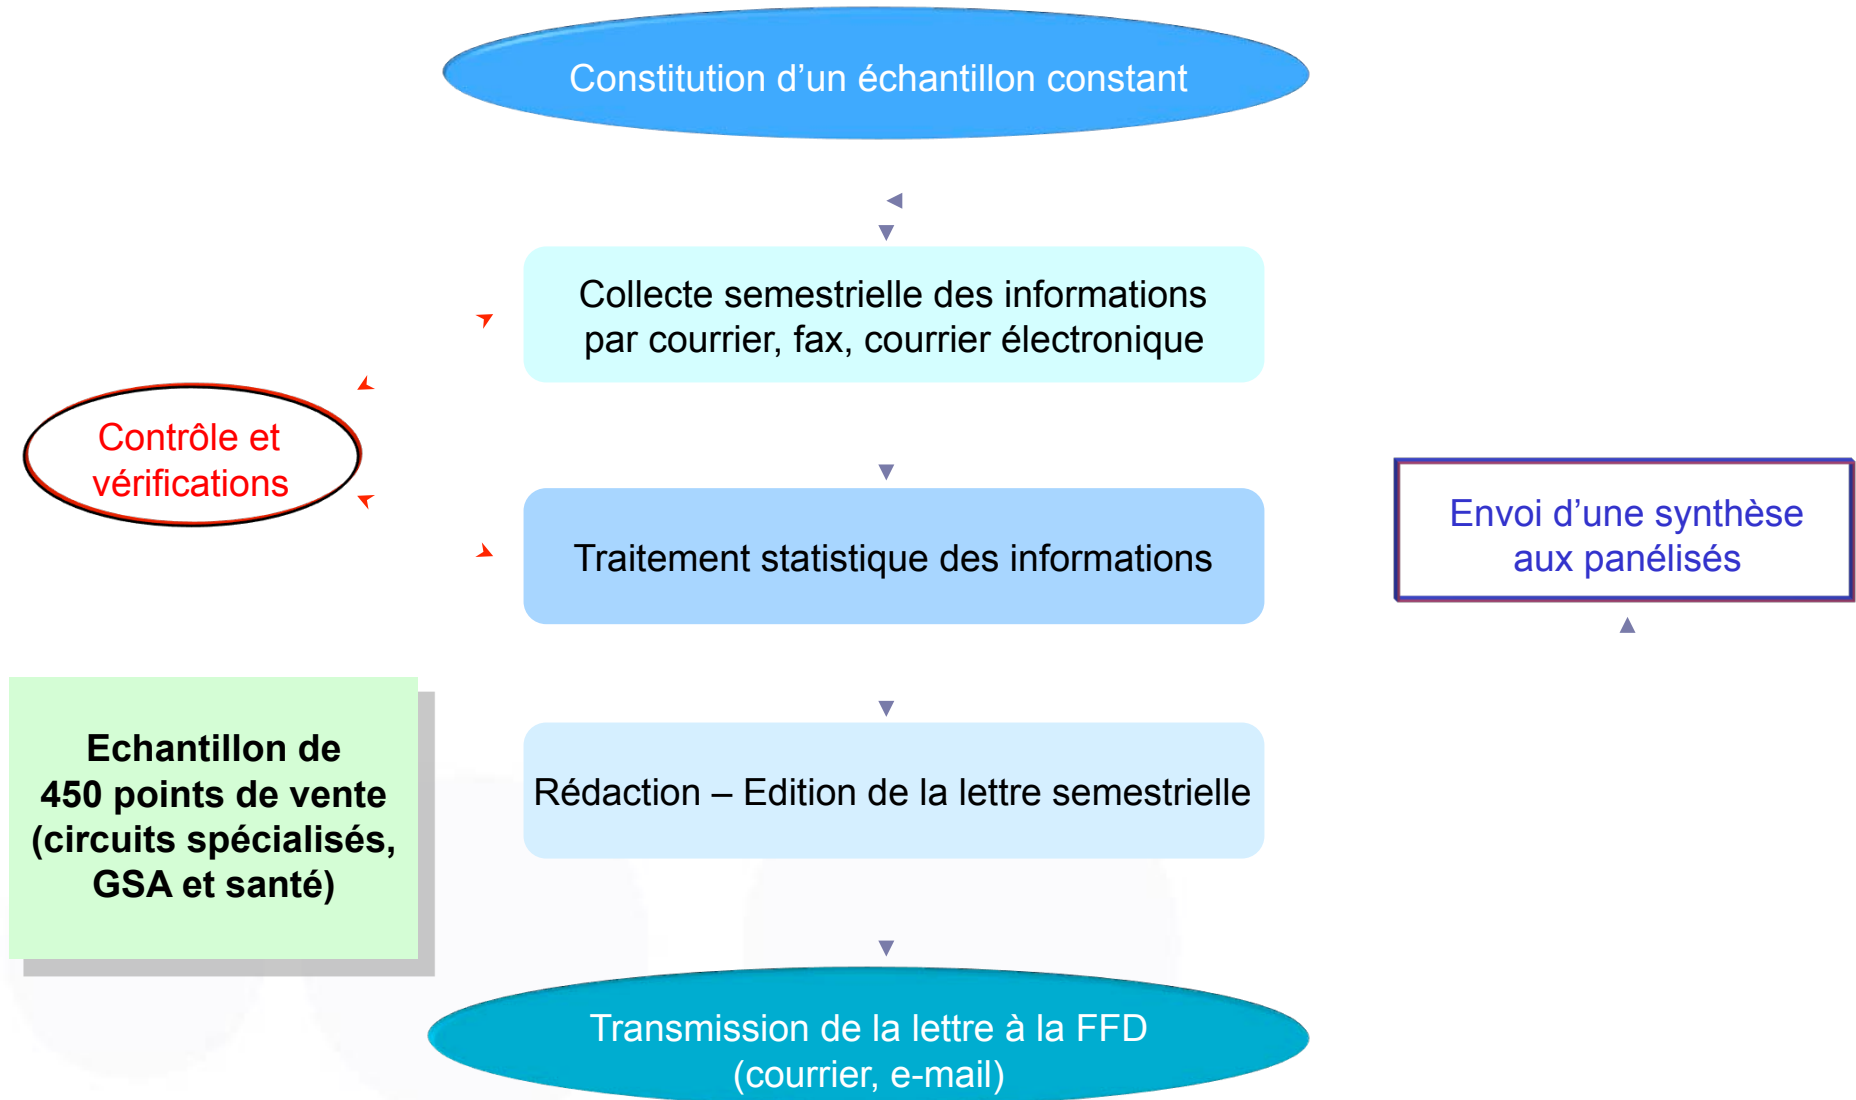 Constitution d’un échantillon constant
Collecte semestrielle des informations
par courrier, fax, courrier électronique
Contrôle et
vérifications
Traitement statistique des informations
Envoi d’une synthèse
aux panélisés
Echantillon de
450 points de vente
(circuits spécialisés,
GSA et santé)
Rédaction – Edition de la lettre semestrielle
Transmission de la lettre à la FFD
(courrier, e-mail)